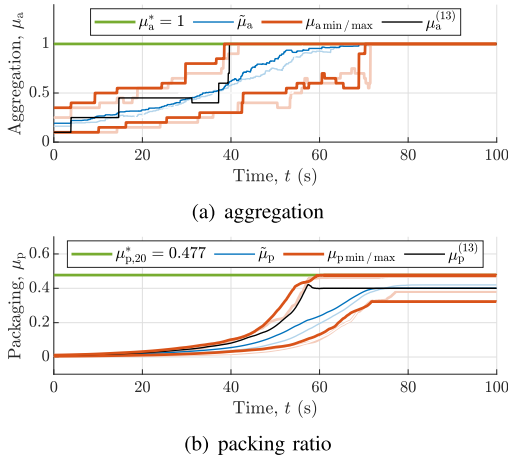 μ*a = 1 μ̃a μa min / max μa(13)
Aggregation, μa
1
0.5
0
0 20 40 60 80 100
Time, t (s)
(a) aggregation
μ*p,20 = 0.477 μ̃p μp min / max μp(13)
Packaging, μp
0.6
0.4
0.2
0
0 20 40 60 80 100
Time, t (s)
(b) packing ratio